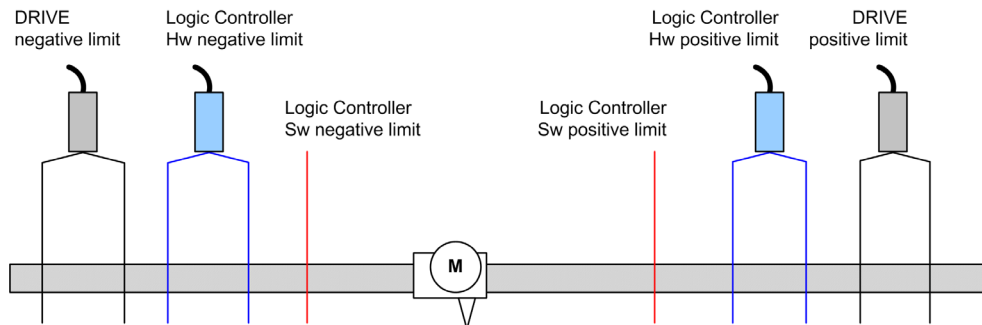 DRIVE
negative limit
Logic Controller
Hw negative limit
Logic Controller
Sw negative limit
Logic Controller
Sw positive limit
Logic Controller
Hw positive limit
DRIVE
positive limit
M